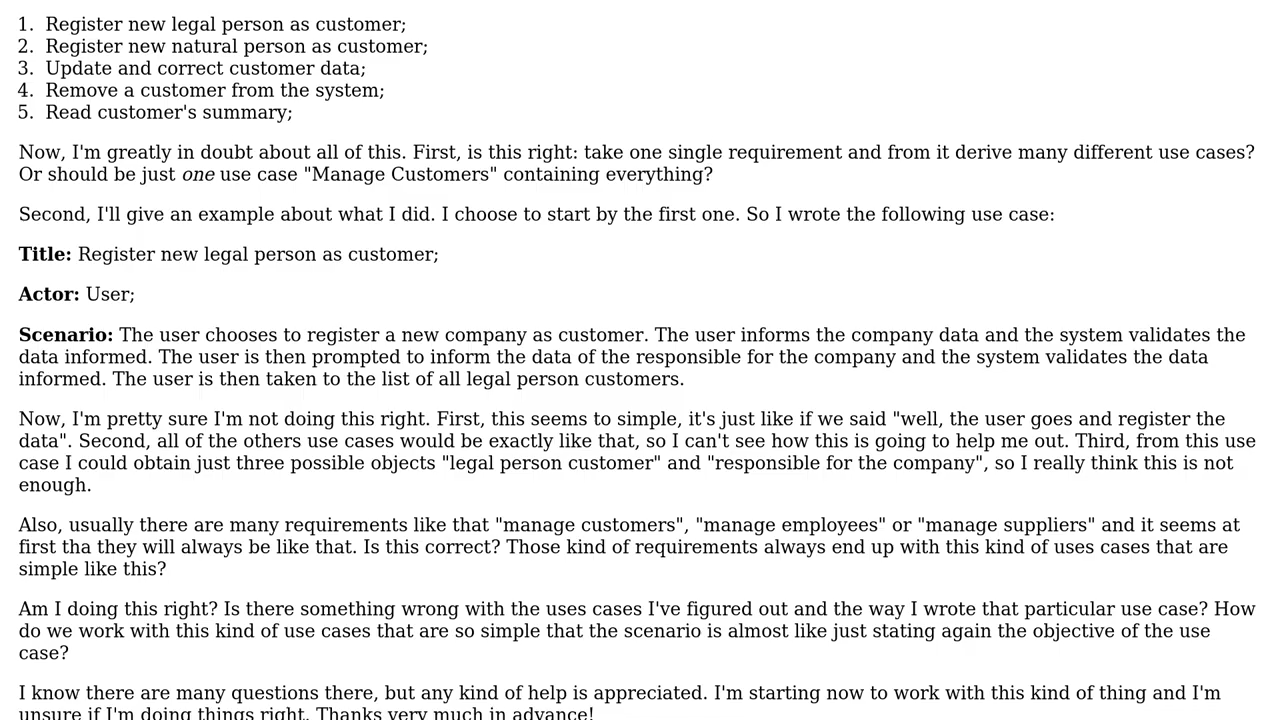 1. Register new legal person as customer;
2. Register new natural person as customer;
3. Update and correct customer data;
4. Remove a customer from the system;
5. Read customer's summary;
Now, I'm greatly in doubt about all of this. First, is this right: take one single requirement and from it derive many different use cases?
Or should be just one use case "Manage Customers" containing everything?
Second, I'll give an example about what I did. I choose to start by the first one. So I wrote the following use case:
Title: Register new legal person as customer;
Actor: User;
Scenario: The user chooses to register a new company as customer. The user informs the company data and the system validates the
data informed. The user is then prompted to inform the data of the responsible for the company and the system validates the data
informed. The user is then taken to the list of all legal person customers.
Now, I'm pretty sure I'm not doing this right. First, this seems to simple, it's just like if we said "well, the user goes and register the
data". Second, all of the others use cases would be exactly like that, so I can't see how this is going to help me out. Third, from this use
case I could obtain just three possible objects "legal person customer" and "responsible for the company", so I really think this is not
enough.
Also, usually there are many requirements like that "manage customers", "manage employees" or "manage suppliers" and it seems at
first tha they will always be like that. Is this correct? Those kind of requirements always end up with this kind of uses cases that are
simple like this?
Am I doing this right? Is there something wrong with the uses cases I've figured out and the way I wrote that particular use case? How
do we work with this kind of use cases that are so simple that the scenario is almost like just stating again the objective of the use
case?
I know there are many questions there, but any kind of help is appreciated. I'm starting now to work with this kind of thing and I'm
unsure if I'm doing things right. Thanks very much in advance!